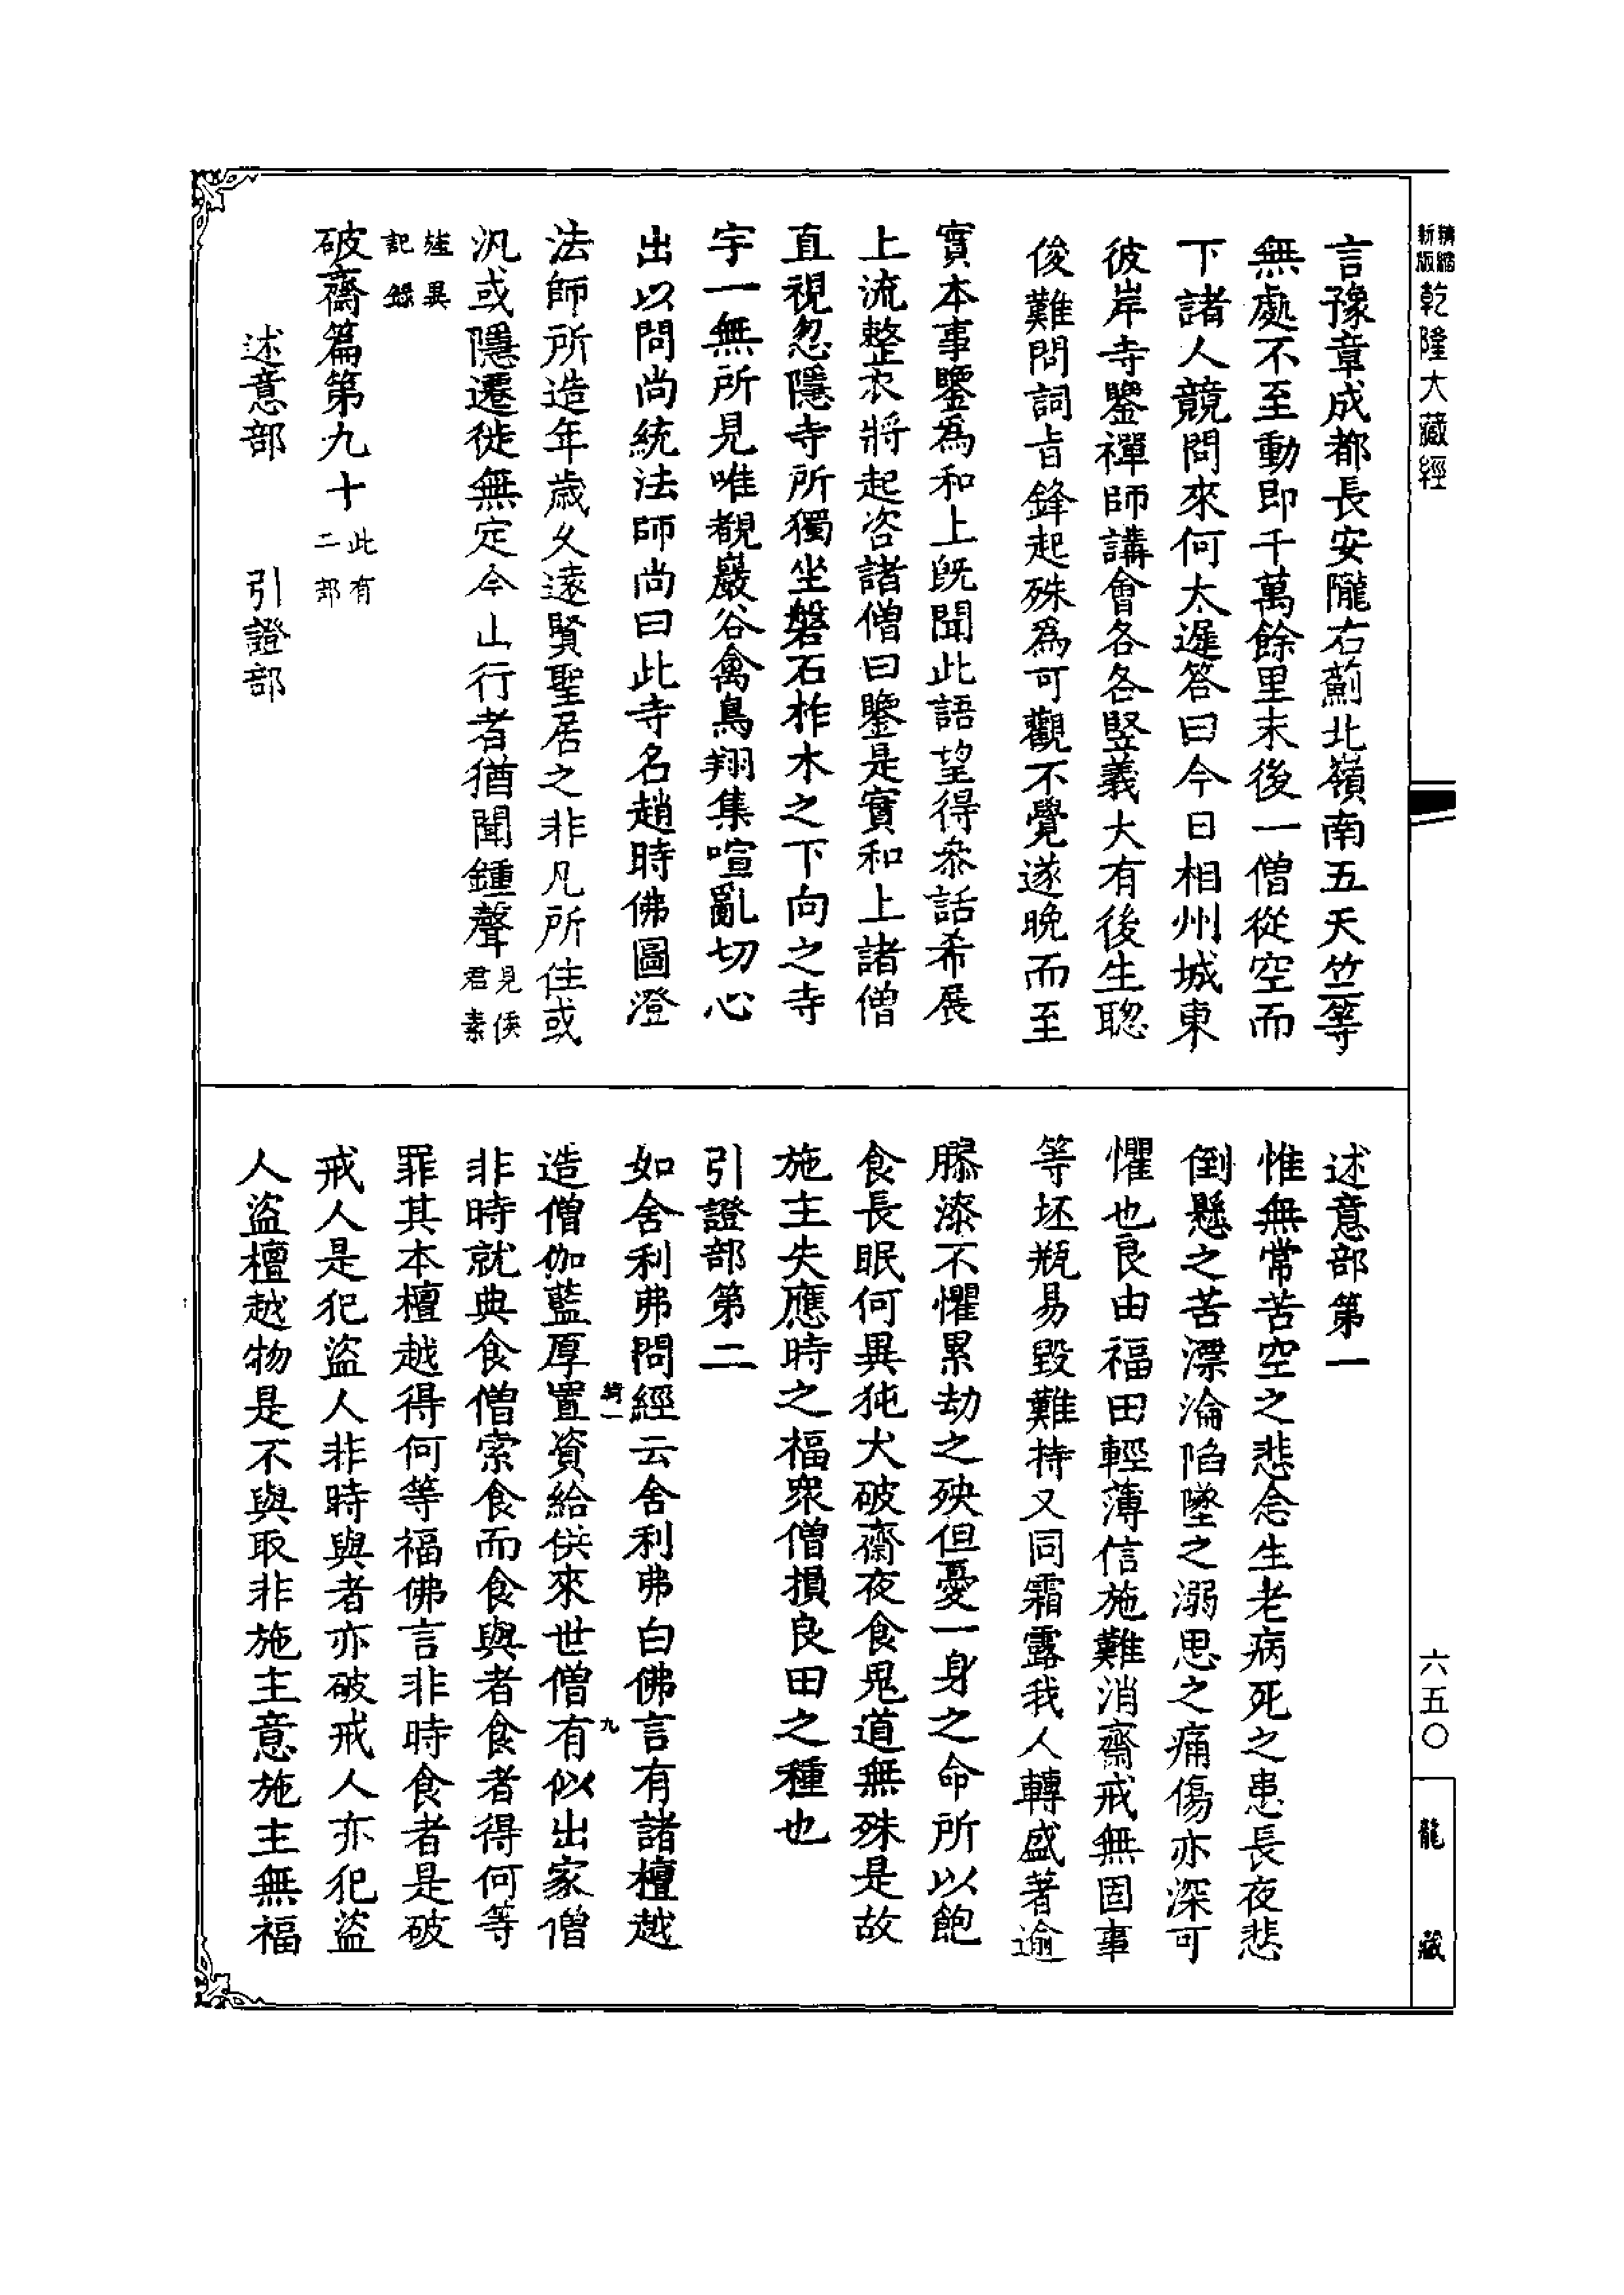 精縮新版乾隆大藏經
六五〇
龍藏
言豫章成都長安隴右薊北嶺南五天竺等
無處不至動即千萬餘里末後一僧從空而
下諸人競問來何太遲答曰今日相州城東
彼岸寺鑒禪師講會各各豎義大有後生聰
俊難問詞旨鋒起殊爲可觀不覺遂晚而至
實本事鑒爲和上旣聞此語望得叅話希展
上流整衣將起咨諸僧曰鑒是實和上諸僧
直視忽隱寺所獨坐磐石柞木之下向之寺
宇一無所見唯覩巖谷禽鳥翔集喧亂切心
出以問尚統法師尚曰此寺名趙時佛圖澄
法師所造年歲久遠賢聖居之非凡所住或
汎或隱遷徙無定今山行者猶聞鍾聲見侯君素
旌異記錄
破齋篇第九十此有二部
述意部　引證部
述意部第一
惟無常苦空之悲念生老病死之患長夜悲
倒懸之苦漂淪陷墜之溺思之痛傷亦深可
懼也良由福田輕薄信施難消齋戒無固事
等坯瓶易毀難持又同霜露我人轉盛著逾
膠漆不懼累劫之殃但憂一身之命所以飽
食長眠何異㹠犬破齋夜食鬼道無殊是故
施主失應時之福衆僧損良田之種也
引證部第二
如舍利弗問經云舍利弗白佛言有諸檀越
綺一　九
造僧伽藍厚置資給供來世僧有似出家僧
非時就典食僧索食而食與者食者得何等
罪其本檀越得何等福佛言非時食者是破
戒人是犯盜人非時與者亦破戒人亦犯盜
人盜檀越物是不與取非施主意施主無福